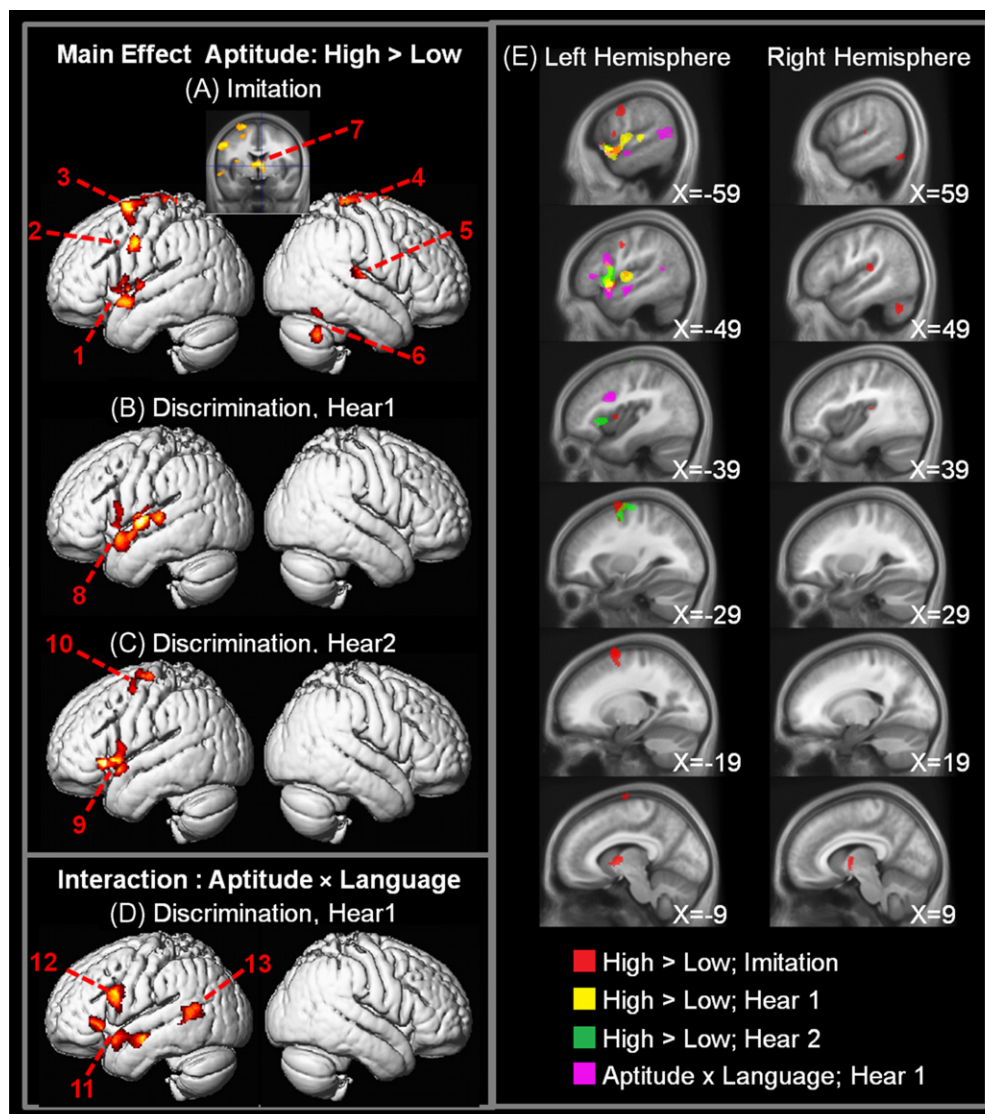 Main Effect Aptitude: High > Low
(A) Imitation
7
3
4
2
5
1
6
(B) Discrimination, Hear1
8
(C) Discrimination, Hear2
10
9
Interaction : Aptitude × Language
(D) Discrimination, Hear1
12
13
11
(E) Left Hemisphere Right Hemisphere
X=-59 X=59
X=-49 X=49
X=-39 X=39
X=-29 X=29
X=-19 X=19
X=-9 X=9
High > Low; Imitation
High > Low; Hear 1
High > Low; Hear 2
Aptitude x Language; Hear 1